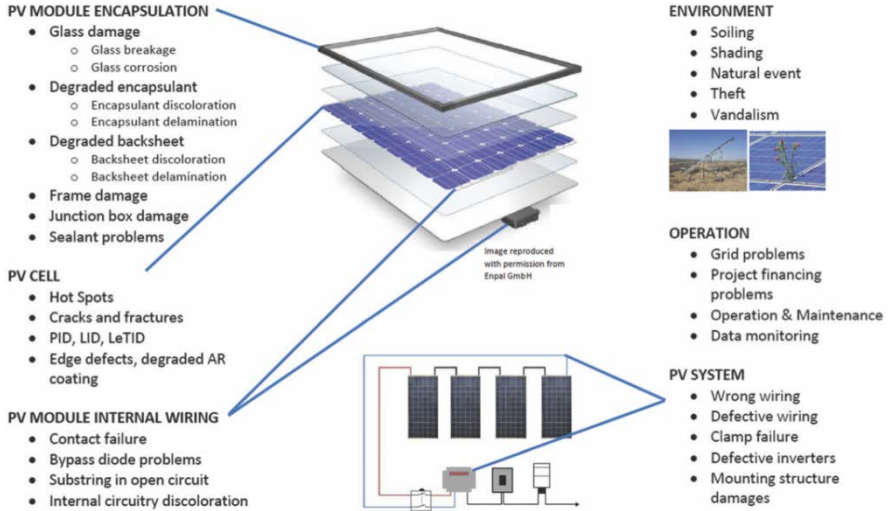 PV MODULE ENCAPSULATION
• Glass damage
o Glass breakage
o Glass corrosion
• Degraded encapsulant
o Encapsulant discoloration
o Encapsulant delamination
• Degraded backsheet
o Backsheet discoloration
o Backsheet delamination
• Frame damage
• Junction box damage
• Sealant problems
PV CELL
• Hot Spots
• Cracks and fractures
• PID, LID, LeTID
• Edge defects, degraded AR
coating
PV MODULE INTERNAL WIRING
• Contact failure
• Bypass diode problems
• Substring in open circuit
• Internal circuitry discoloration
Image reproduced
with permission from
Enpal GmbH
ENVIRONMENT
• Soiling
• Shading
• Natural event
• Theft
• Vandalism
OPERATION
• Grid problems
• Project financing
problems
• Operation & Maintenance
• Data monitoring
PV SYSTEM
• Wrong wiring
• Defective wiring
• Clamp failure
• Defective inverters
• Mounting structure
damages